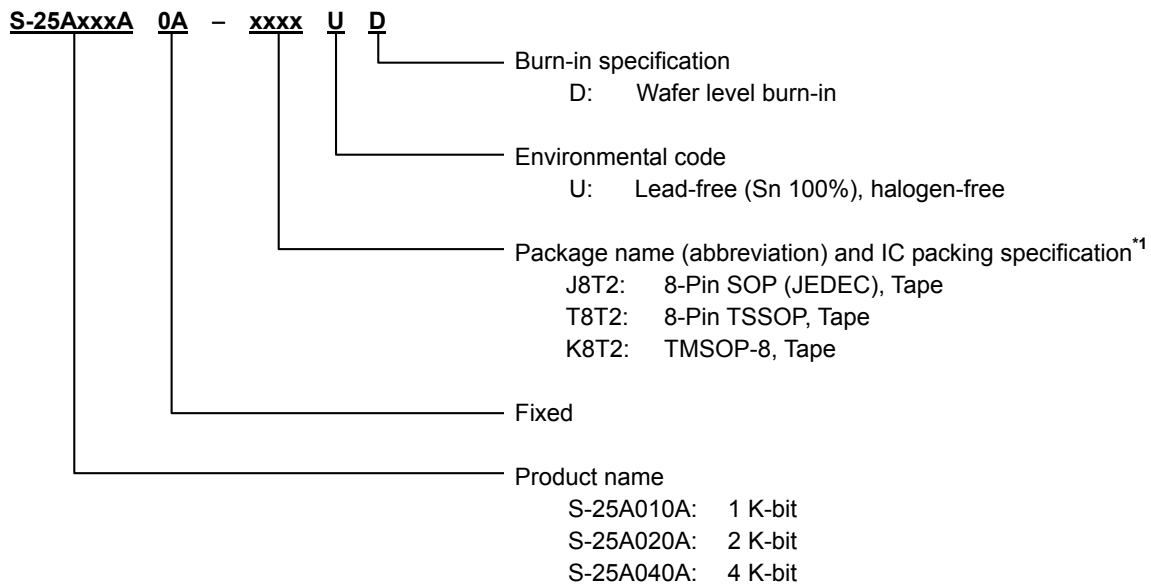 S-25AxxxA 0A – xxxx U D
Burn-in specification
D: Wafer level burn-in
Environmental code
U: Lead-free (Sn 100%), halogen-free
Package name (abbreviation) and IC packing specification*1
J8T2: 8-Pin SOP (JEDEC), Tape
T8T2: 8-Pin TSSOP, Tape
K8T2: TMSOP-8, Tape
Fixed
Product name
S-25A010A: 1 K-bit
S-25A020A: 2 K-bit
S-25A040A: 4 K-bit